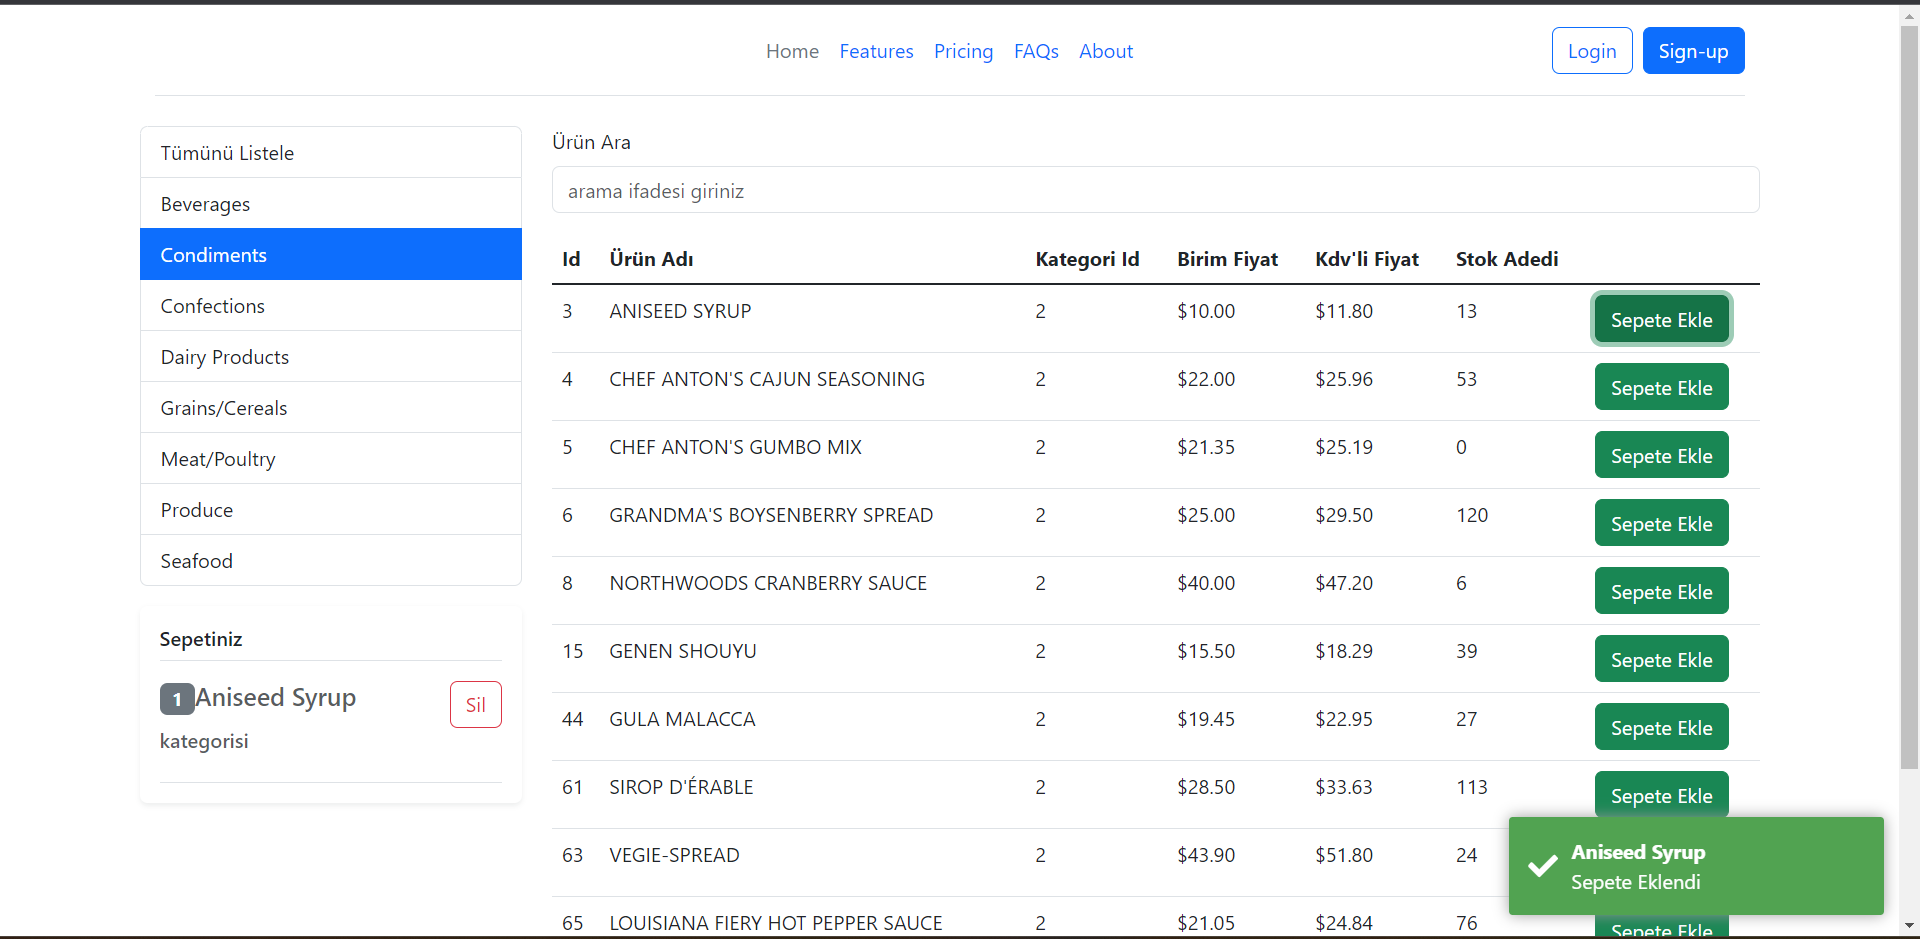 Home Features Pricing FAQs About Login Sign-up
Tümünü Listele
Beverages
Condiments
Confections
Dairy Products
Grains/Cereals
Meat/Poultry
Produce
Seafood
Sepetiniz
1 Aniseed Syrup Sil
kategorisi
Ürün Ara
arama ifadesi giriniz
Id Ürün Adı Kategori Id Birim Fiyat Kdv'li Fiyat Stok Adedi
3 ANISEED SYRUP 2 $10.00 $11.80 13 Sepete Ekle
4 CHEF ANTON'S CAJUN SEASONING 2 $22.00 $25.96 53 Sepete Ekle
5 CHEF ANTON'S GUMBO MIX 2 $21.35 $25.19 0 Sepete Ekle
6 GRANDMA'S BOYSENBERRY SPREAD 2 $25.00 $29.50 120 Sepete Ekle
8 NORTHWOODS CRANBERRY SAUCE 2 $40.00 $47.20 6 Sepete Ekle
15 GENEN SHOUYU 2 $15.50 $18.29 39 Sepete Ekle
44 GULA MALACCA 2 $19.45 $22.95 27 Sepete Ekle
61 SIROP D'ÉRABLE 2 $28.50 $33.63 113 Sepete Ekle
63 VEGIE-SPREAD 2 $43.90 $51.80 24
65 LOUISIANA FIERY HOT PEPPER SAUCE 2 $21.05 $24.84 76 Sepete Ekle
Aniseed Syrup
Sepete Eklendi